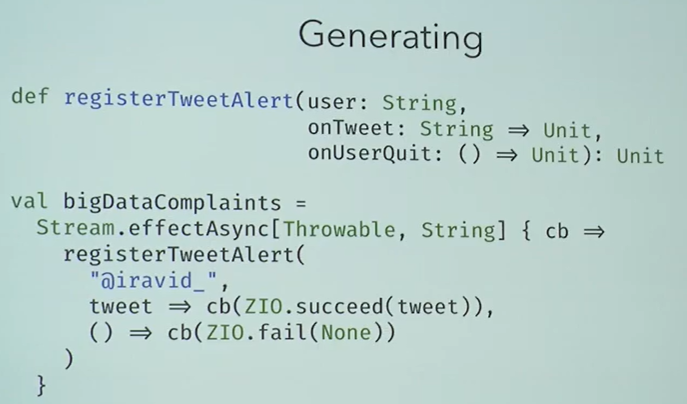 Generating
def registerTweetAlert(user: String,
onTweet: String ⇒ Unit,
onUserQuit: () ⇒ Unit): Unit
val bigDataComplaints =
Stream.effectAsync[Throwable, String] { cb ⇒
registerTweetAlert(
"@iravid_",
tweet ⇒ cb(ZIO.succeed(tweet)),
() ⇒ cb(ZIO.fail(None))
)
}